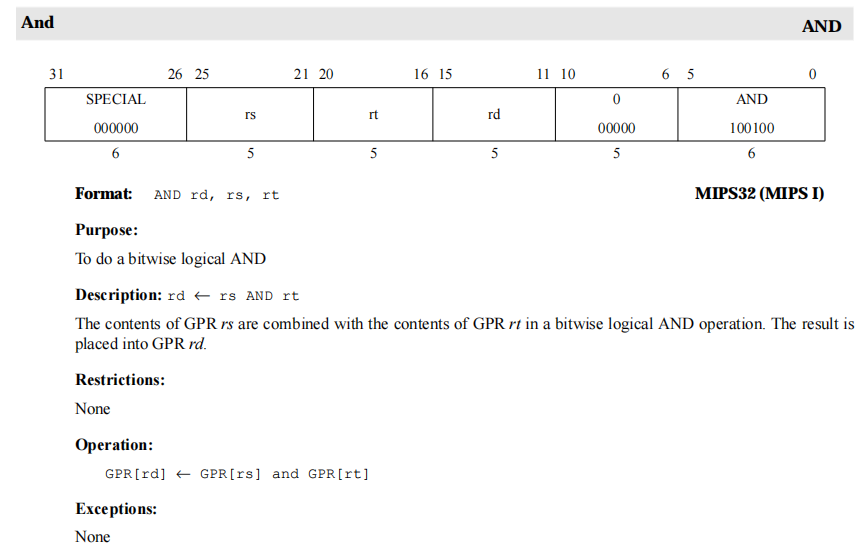 And AND
31 26 25 21 20 16 15 11 10 6 5 0
SPECIAL 0 AND
rs rt rd
000000 00000 100100
6 5 5 5 5 6
Format: AND rd, rs, rt MIPS32 (MIPS I)
Purpose:
To do a bitwise logical AND
Description: rd ← rs AND rt
The contents of GPR rs are combined with the contents of GPR rt in a bitwise logical AND operation. The result is
placed into GPR rd.
Restrictions:
None
Operation:
GPR[rd] ← GPR[rs] and GPR[rt]
Exceptions:
None